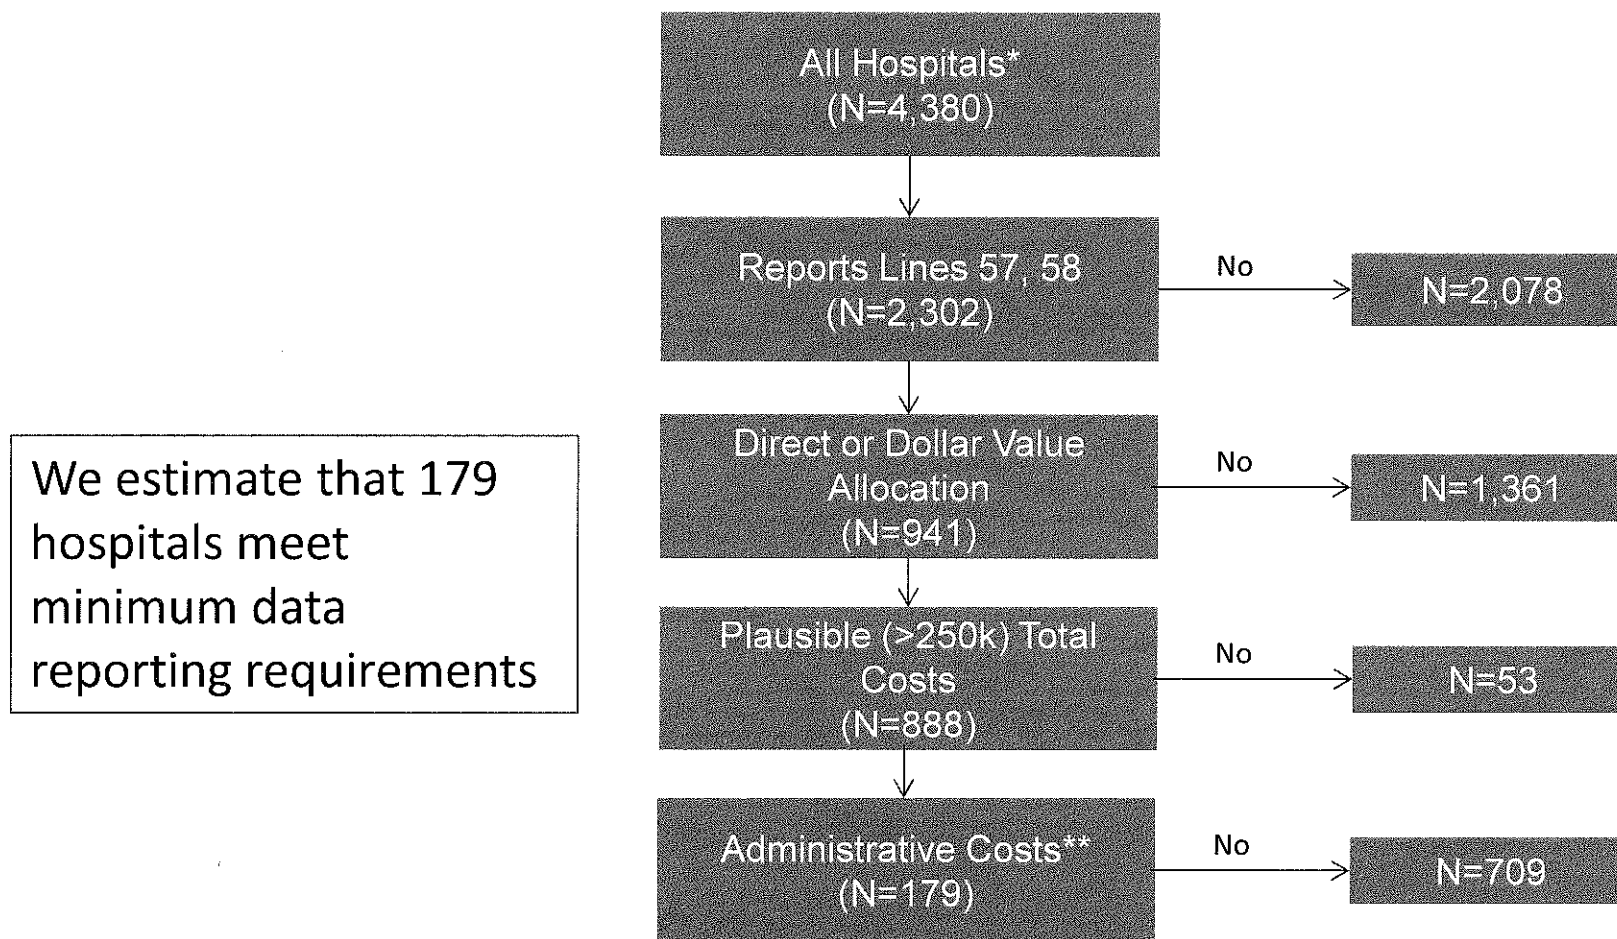 All Hospitals*
(N=4,380)
Reports Lines 57, 58
(N=2,302)
No
N=2,078
Direct or Dollar Value
Allocation
(N=941)
No
N=1,361
We estimate that 179
hospitals meet
minimum data
reporting requirements
Plausible (>250k) Total
Costs
(N=888)
No
N=53
Administrative Costs**
(N=179)
No
N=709